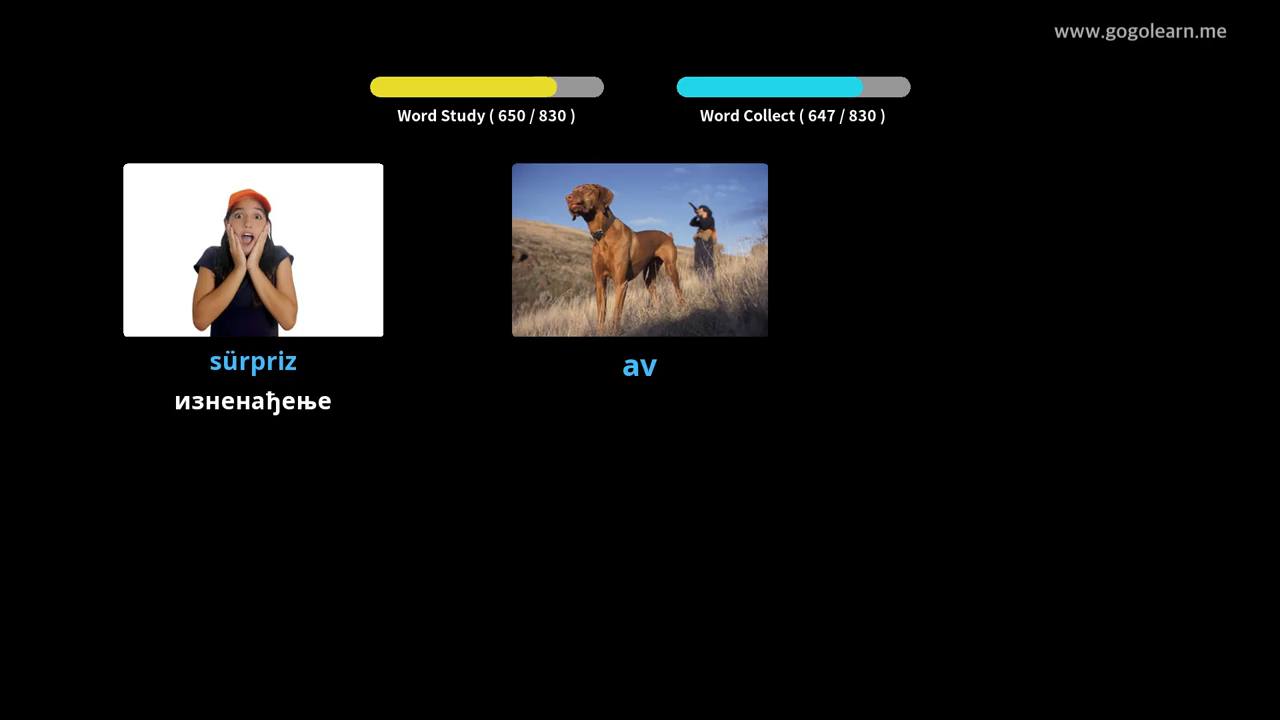 www.gogolearn.me
Word Study ( 650 / 830 )
Word Collect ( 647 / 830 )
sürpriz
изненађење
av